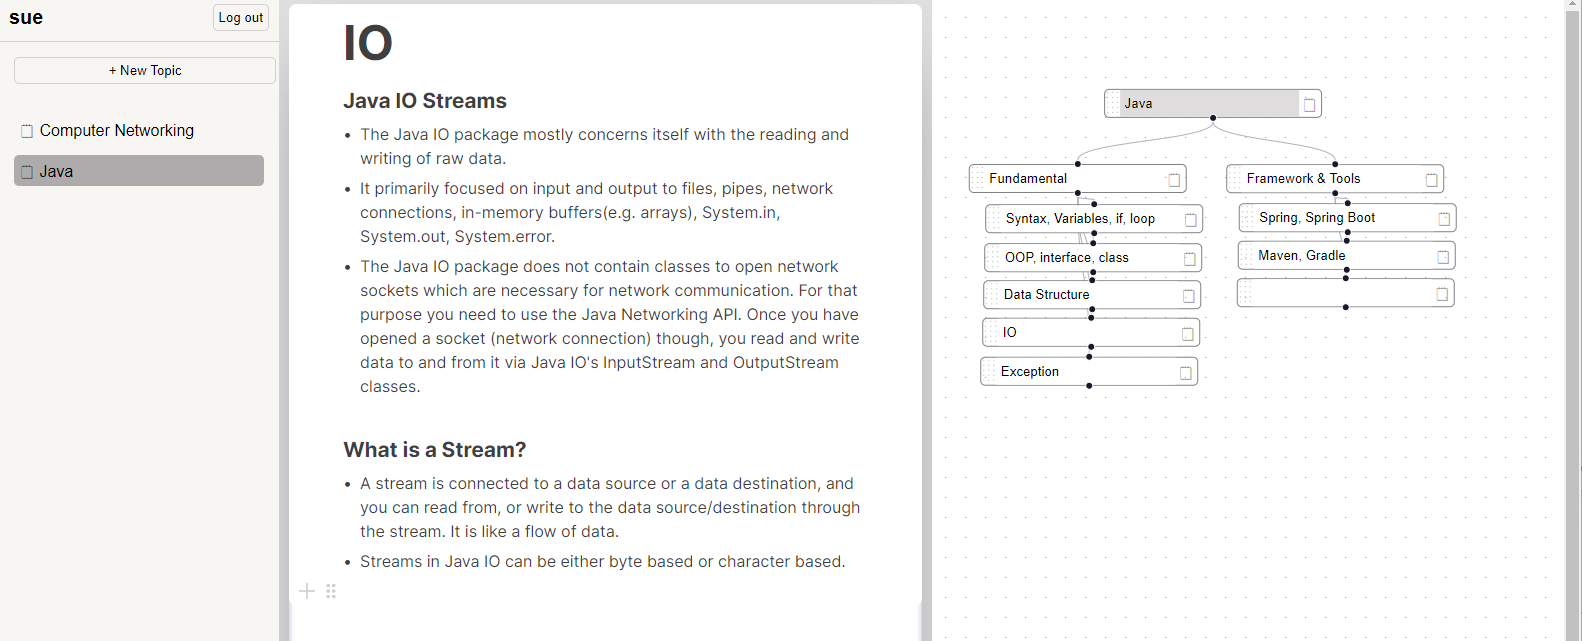 sue
Log out
+ New Topic
Computer Networking
Java
IO
Java IO Streams
• The Java IO package mostly concerns itself with the reading and
writing of raw data.
• It primarily focused on input and output to files, pipes, network
connections, in-memory buffers(e.g. arrays), System.in,
System.out, System.error.
• The Java IO package does not contain classes to open network
sockets which are necessary for network communication. For that
purpose you need to use the Java Networking API. Once you have
opened a socket (network connection) though, you read and write
data to and from it via Java IO's InputStream and OutputStream
classes.
What is a Stream?
• A stream is connected to a data source or a data destination, and
you can read from, or write to the data source/destination through
the stream. It is like a flow of data.
• Streams in Java IO can be either byte based or character based.
Java
Fundamental
Syntax, Variables, if, loop
OOP, interface, class
Data Structure
IO
Exception
Framework & Tools
Spring, Spring Boot
Maven, Gradle